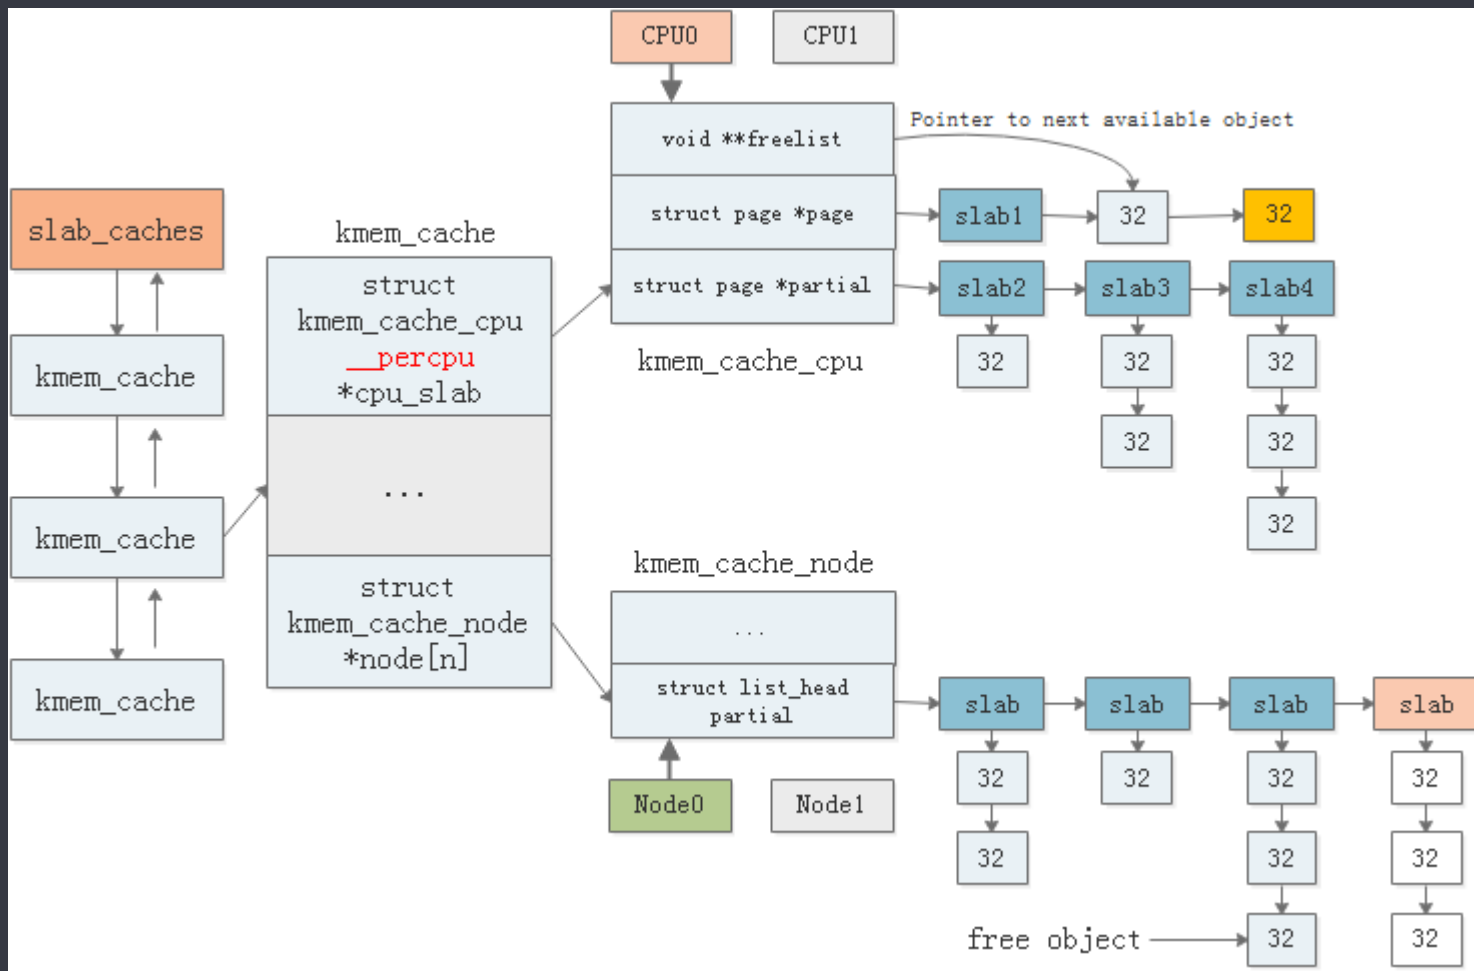 CPU0
CPU1
void **freelist
Pointer to next available object
struct page *page
slab1
32
32
struct page *partial
slab2
slab3
slab4
32
32
32
32
32
32
kmem_cache_cpu
slab_caches
kmem_cache
kmem_cache
kmem_cache
kmem_cache
struct
kmem_cache_cpu
__percpu
*cpu_slab
...
struct
kmem_cache_node
*node[n]
kmem_cache_node
...
struct list_head
partial
slab
slab
slab
slab
32
32
32
32
32
32
32
Node0
Node1
free object
32
32